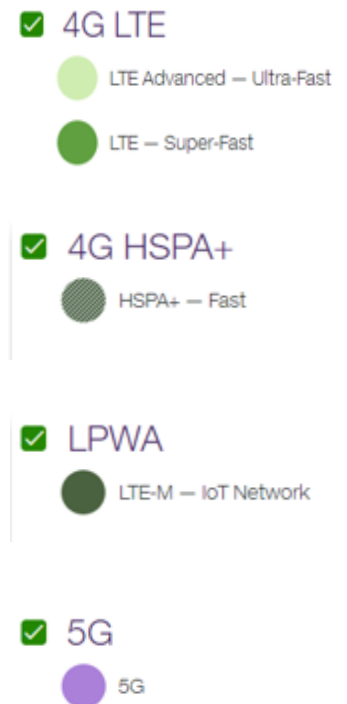 4G LTE
LTE Advanced — Ultra-Fast
LTE — Super-Fast
4G HSPA+
HSPA+ — Fast
LPWA
LTE-M — IoT Network
5G
5G